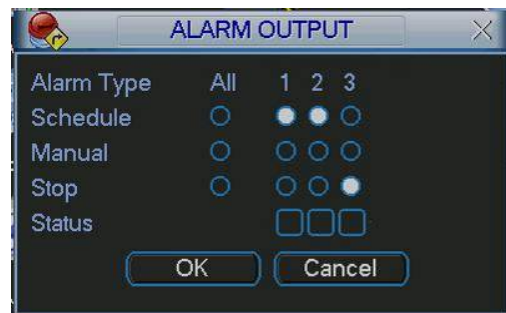 ALARM OUTPUT
Alarm Type All 1 2 3
Schedule
Manual
Stop
Status
OK Cancel